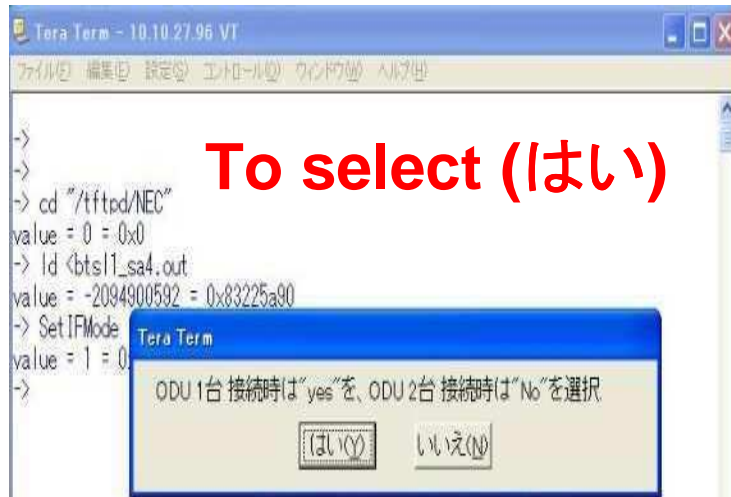 Tera Term - 10.10.27.96 VT
ファイル(F) 編集(E) 設定(S) コントロール(O) ウィンドウ(W) ヘルプ(H)
To select (はい)
->
->
-> cd "/tftpd/NEC"
value = 0 = 0x0
-> ld <btsl1_sa4.out
value = -2094900592 = 0x83225a90
-> SetIFMode
value = 1 = 0
->
Tera Term
ODU 1台 接続時は"yes"を、ODU 2台 接続時は"No"を選択
はい(Y) いいえ(N)